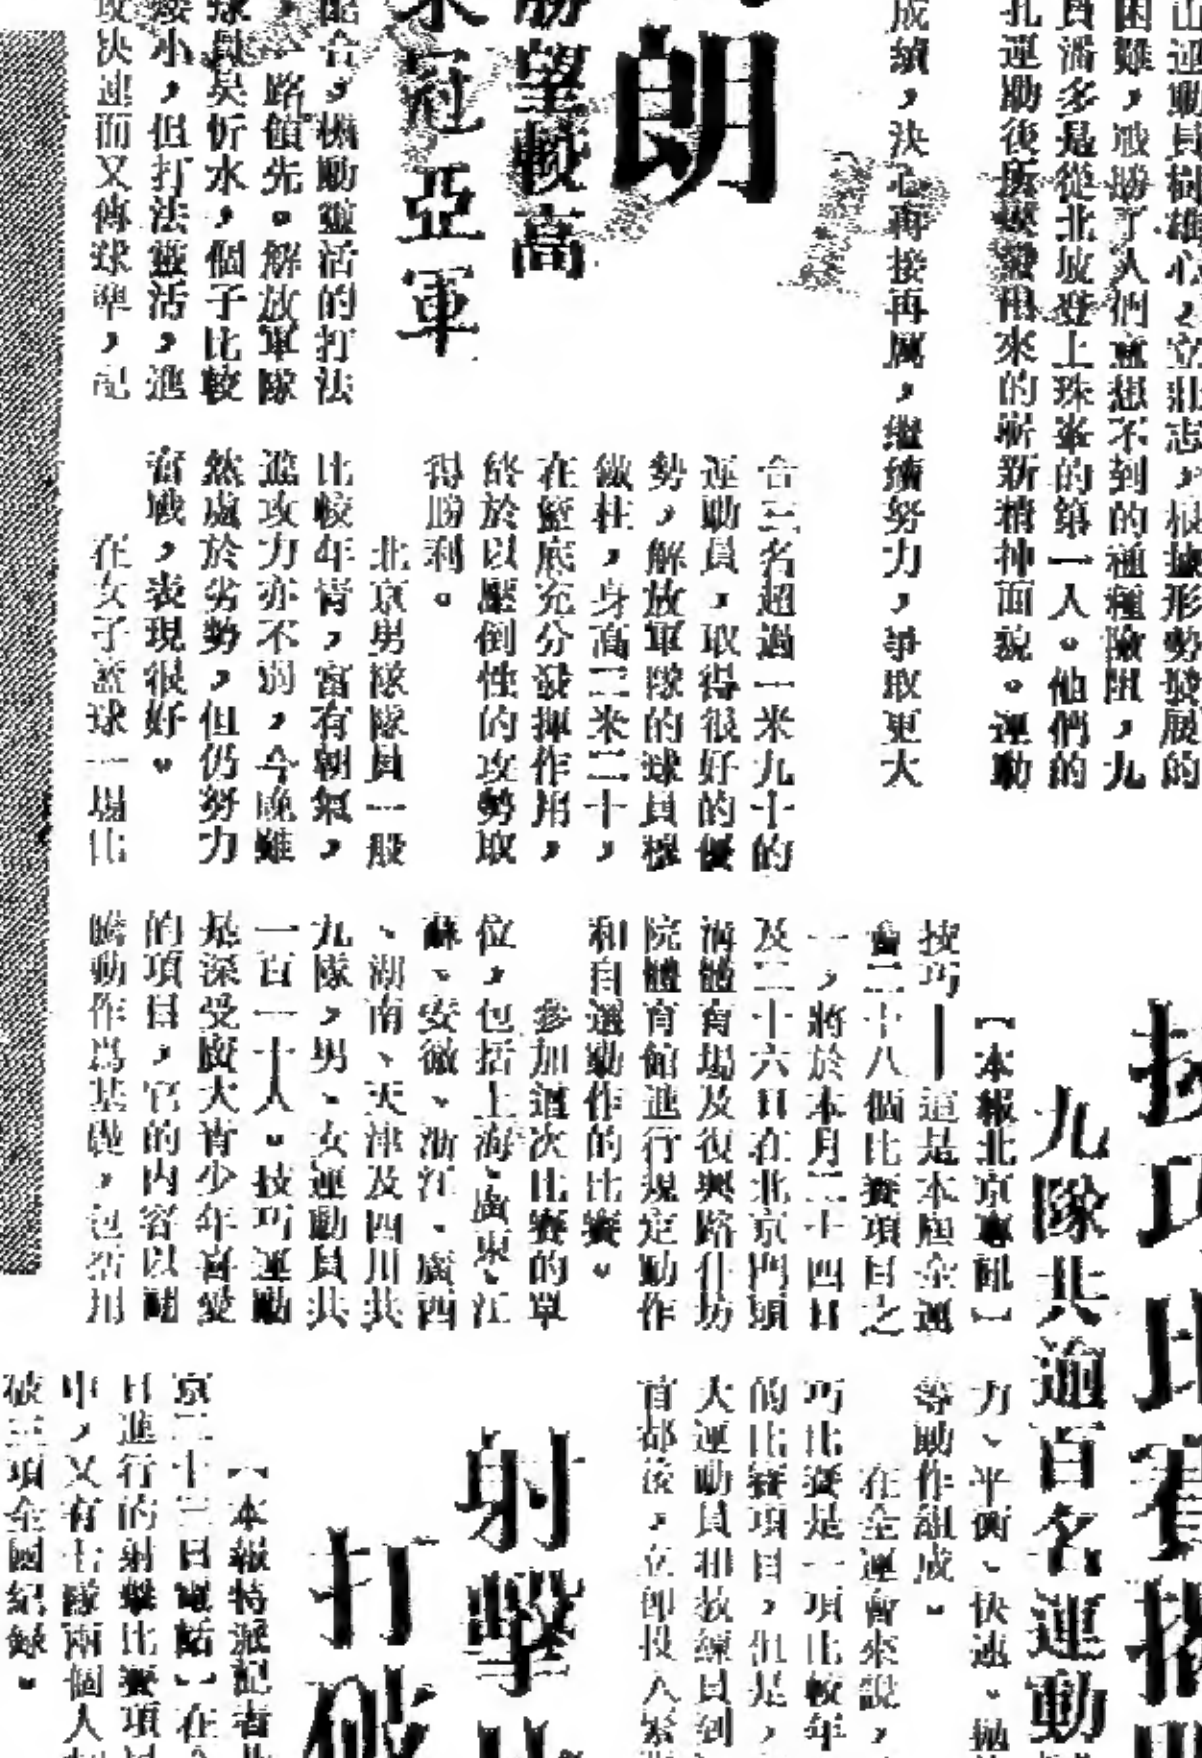 山運動員樹雄心，立壯志，根據形勢發展的
困難，戰勝了人們意想不到的種種險阻，九
員潘多是從北坡登上珠峯的第一人。他們的
運動後所煥發出來的嶄新精神面貌。運動
成績，決心再接再厲，繼續努力，爭取更大
朗
勝望較高
冠亞軍
配合，機動靈活的打法
，一路領先。解放軍隊
球員吳忻水，個子比較
矮小，但打法靈活，進
攻快速而又傳球準，配
合三名超過一米九十的
運動員，取得很好的優
勢，解放軍隊的球員穆
鐵柱，身高二米二十，
在籃底充分發揮作用，
終於以壓倒性的攻勢取
得勝利。
北京男隊隊員一般
比較年青，富有朝氣，
進攻力亦不弱，今晚雖
然處於劣勢，但仍努力
奮戰，表現很好。
在女子籃球一場比
技巧比賽
九隊共逾百名運動
【本報北京專訊】
技巧——這是本屆全運
會二十八個比賽項目之
一，將於本月二十四日
及二十六日在北京門頭
溝體育場及復興路什坊
院體育館進行規定動作
和自選動作的比賽。
參加這次比賽的單
位，包括上海、廣東、江
蘇、安徽、浙江、廣西
、湖南、天津及四川共
九隊，男、女運動員共
一百一十人。技巧運動
是深受廣大青少年喜愛
的項目，它的內容以翻
騰動作爲基礎，包括用
力、平衡、快速、拋
等動作組成。
在全運會來說，
巧比賽是一項比較年
的比賽項目，但是，
大運動員和教練員到
首都後，立即投入緊
射擊
打破
【本報特派記者北
京二十三日電話】在
日進行的射擊比賽項
中，又有七隊兩個人
破三項全國紀錄。